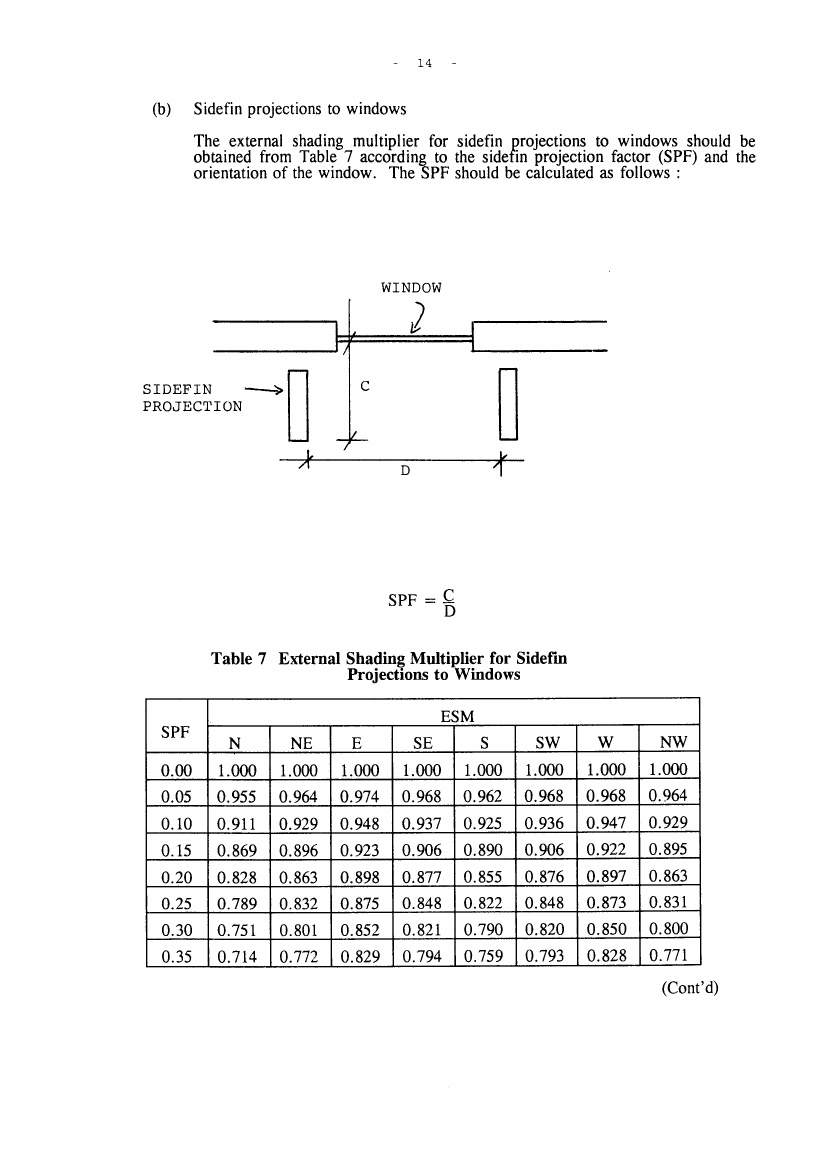 - 14 -
(b) Sidefin projections to windows
The external shading multiplier for sidefin projections to windows should be
obtained from Table 7 according to the sidefin projection factor (SPF) and the
orientation of the window. The SPF should be calculated as follows :
WINDOW
SIDEFIN
PROJECTION
C
D
SPF = C/D
Table 7 External Shading Multiplier for Sidefin
Projections to Windows
SPF ESM
N NE E SE S SW W NW
0.00 1.000 1.000 1.000 1.000 1.000 1.000 1.000 1.000
0.05 0.955 0.964 0.974 0.968 0.962 0.968 0.968 0.964
0.10 0.911 0.929 0.948 0.937 0.925 0.936 0.947 0.929
0.15 0.869 0.896 0.923 0.906 0.890 0.906 0.922 0.895
0.20 0.828 0.863 0.898 0.877 0.855 0.876 0.897 0.863
0.25 0.789 0.832 0.875 0.848 0.822 0.848 0.873 0.831
0.30 0.751 0.801 0.852 0.821 0.790 0.820 0.850 0.800
0.35 0.714 0.772 0.829 0.794 0.759 0.793 0.828 0.771
(Cont'd)